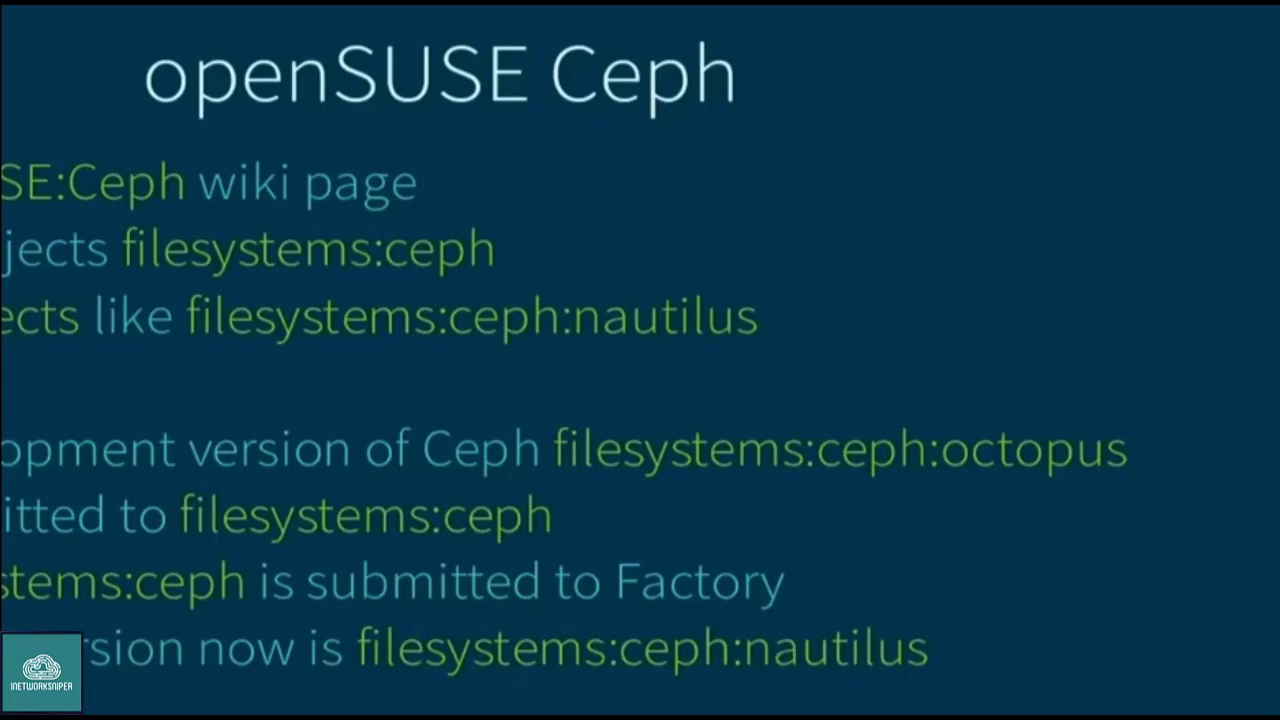 openSUSE Ceph
SE:Ceph wiki page
jects filesystems:ceph
ects like filesystems:ceph:nautilus
opment version of Ceph filesystems:ceph:octopus
itted to filesystems:ceph
stems:ceph is submitted to Factory
rsion now is filesystems:ceph:nautilus
INETWORKSNIPER